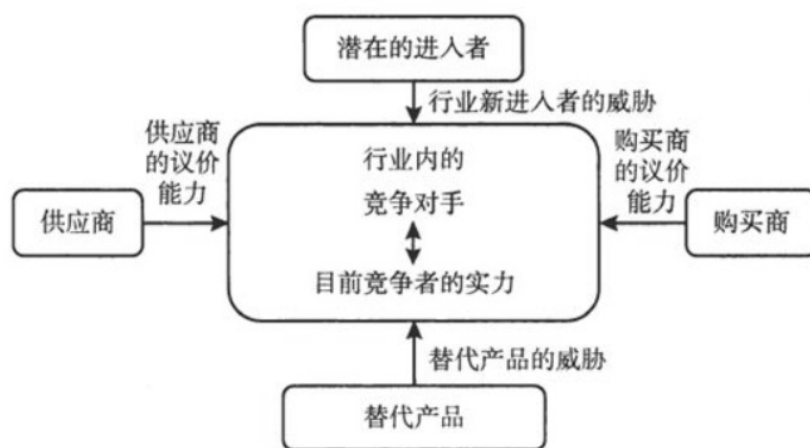 潜在的进入者
行业新进入者的威胁
供应商
的议价
能力
供应商
行业内的
竞争对手
目前竞争者的实力
购买商
的议价
能力
购买商
替代产品的威胁
替代产品